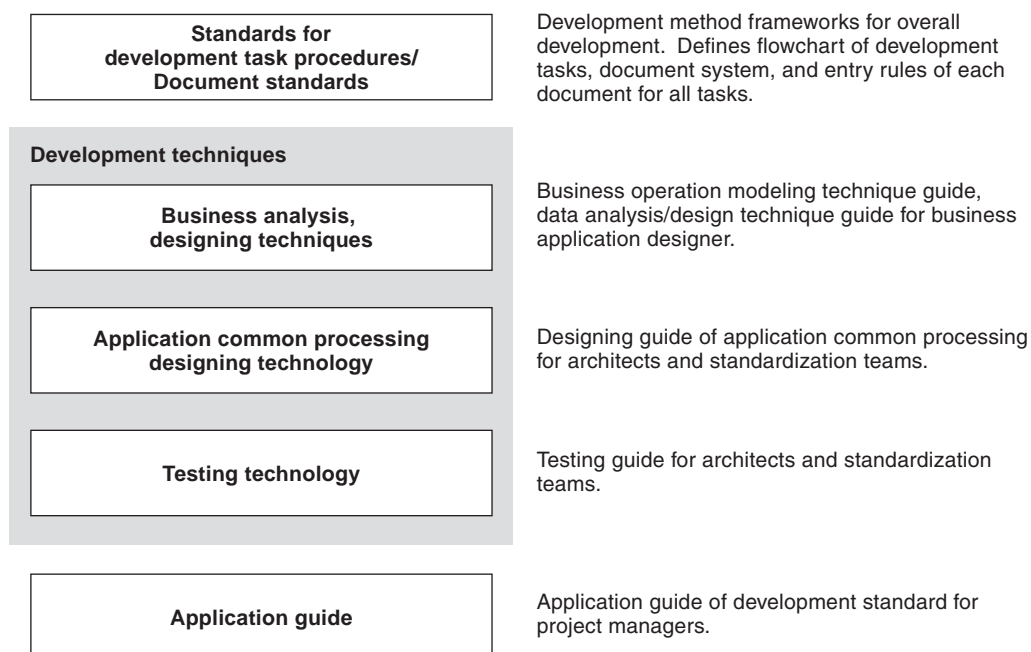 Standards for
development task procedures/
Document standards
Development method frameworks for overall
development. Defines flowchart of development
tasks, document system, and entry rules of each
document for all tasks.
Development techniques
Business analysis,
designing techniques
Business operation modeling technique guide,
data analysis/design technique guide for business
application designer.
Application common processing
designing technology
Designing guide of application common processing
for architects and standardization teams.
Testing technology
Testing guide for architects and standardization
teams.
Application guide
Application guide of development standard for
project managers.